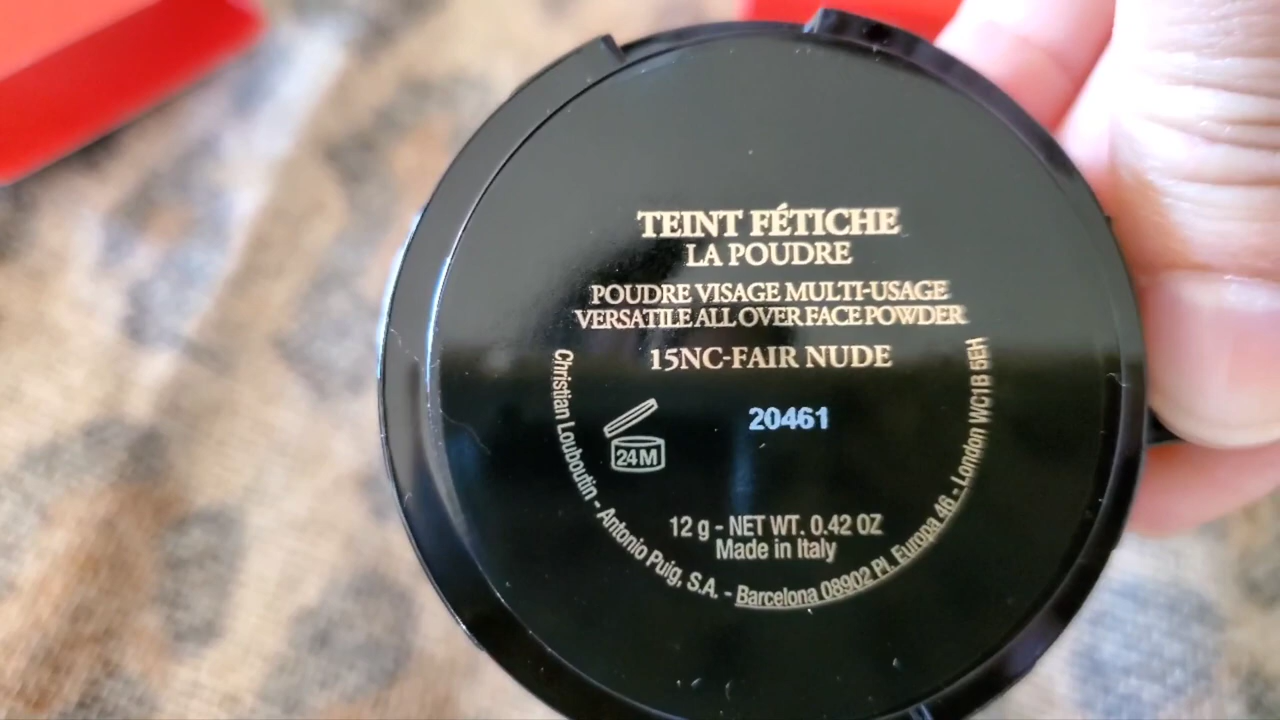 TEINT FÉTICHE
LA POUDRE
POUDRE VISAGE MULTI-USAGE
VERSATILE ALL OVER FACE POWDER
15NC-FAIR NUDE
20461
24M
12 g - NET WT. 0.42 OZ
Made in Italy
Christian Louboutin - Antonio Puig, S.A. - Barcelona 08902 Pl. Europa 46 - London WC1B 5EH